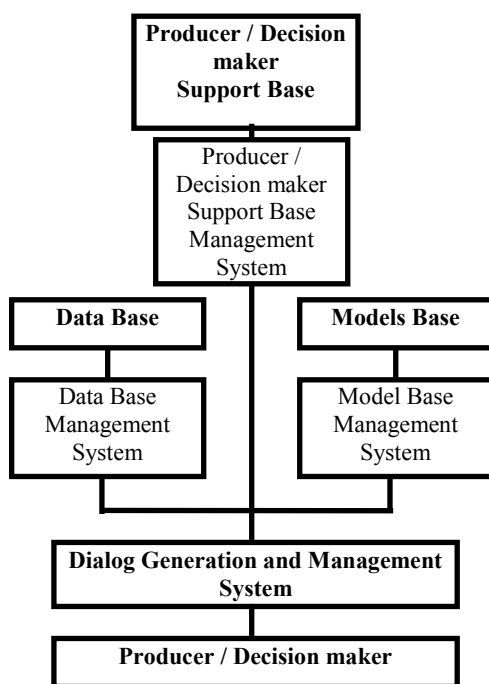 Producer / Decision
maker
Support Base
Producer /
Decision maker
Support Base
Management
System
Data Base
Models Base
Data Base
Management
System
Model Base
Management
System
Dialog Generation and Management
System
Producer / Decision maker